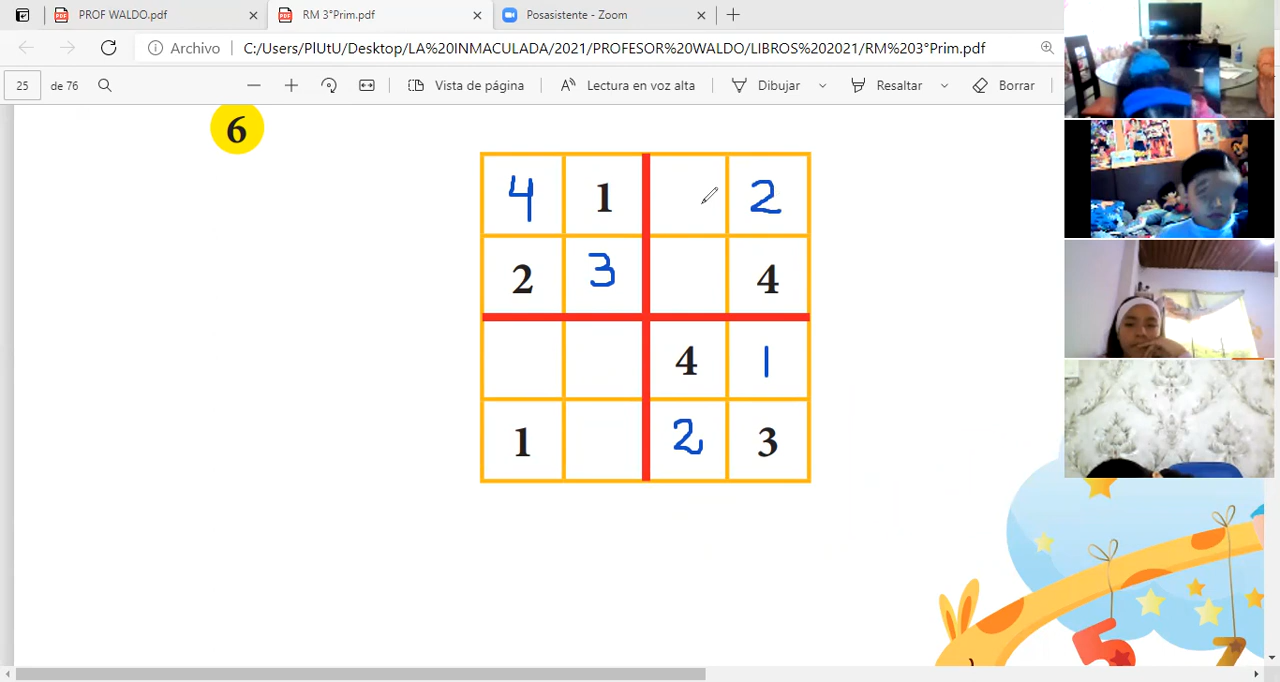 PROF WALDO.pdf
RM 3°Prim.pdf
Posasistente - Zoom
Archivo
C:/Users/PlUtU/Desktop/LA%20INMACULADA/2021/PROFESOR%20WALDO/LIBROS%202021/RM%203°Prim.pdf
25 de 76
Vista de página
Lectura en voz alta
Dibujar
Resaltar
Borrar
6
4 1 2
2 3 4
4 1
1 2 3
5 7